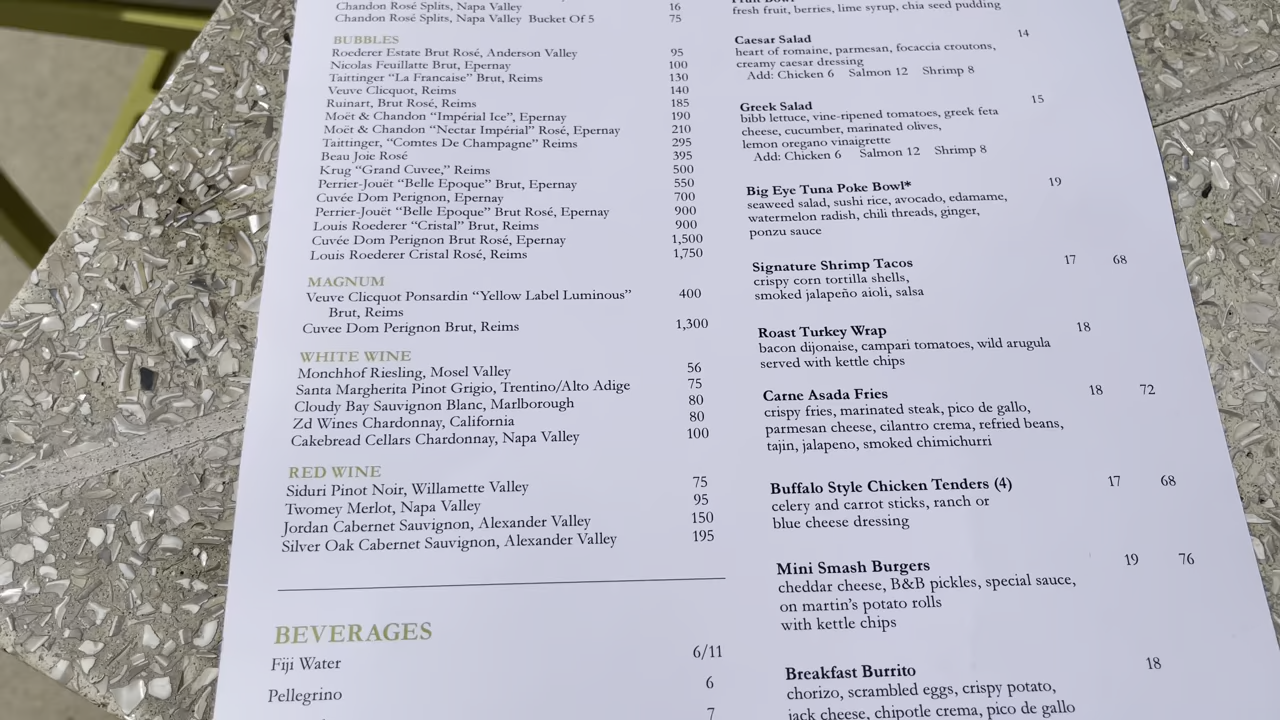 Chandon Rosé Splits, Napa Valley 16
Chandon Rosé Splits, Napa Valley Bucket Of 5 75
BUBBLES
Roederer Estate Brut Rosé, Anderson Valley 95
Nicolas Feuillatte Brut, Epernay 100
Taittinger “La Francaise” Brut, Reims 130
Veuve Clicquot, Reims 140
Ruinart, Brut Rosé, Reims 185
Moët & Chandon “Impérial Ice”, Epernay 190
Moët & Chandon “Nectar Impérial” Rosé, Epernay 210
Taittinger, “Comtes De Champagne” Reims 295
Beau Joie Rosé 395
Krug “Grand Cuvee,” Reims 500
Perrier-Jouët “Belle Epoque” Brut, Epernay 550
Cuvée Dom Perignon, Epernay 700
Perrier-Jouët “Belle Epoque” Brut Rosé, Epernay 900
Louis Roederer “Cristal” Brut, Reims 900
Cuvée Dom Perignon Brut Rosé, Epernay 1,500
Louis Roederer Cristal Rosé, Reims 1,750
MAGNUM
Veuve Clicquot Ponsardin “Yellow Label Luminous” 400
Brut, Reims
Cuvee Dom Perignon Brut, Reims 1,300
WHITE WINE
Monchhof Riesling, Mosel Valley 56
Santa Margherita Pinot Grigio, Trentino/Alto Adige 75
Cloudy Bay Sauvignon Blanc, Marlborough 80
Zd Wines Chardonnay, California 80
Cakebread Cellars Chardonnay, Napa Valley 100
RED WINE
Siduri Pinot Noir, Willamette Valley 75
Twomey Merlot, Napa Valley 95
Jordan Cabernet Sauvignon, Alexander Valley 150
Silver Oak Cabernet Sauvignon, Alexander Valley 195
BEVERAGES
Fiji Water 6/11
Pellegrino 6
7
fresh fruit, berries, lime syrup, chia seed pudding
Caesar Salad 14
heart of romaine, parmesan, focaccia croutons,
creamy caesar dressing
Add: Chicken 6 Salmon 12 Shrimp 8
Greek Salad 15
bibb lettuce, vine-ripened tomatoes, greek feta
cheese, cucumber, marinated olives,
lemon oregano vinaigrette
Add: Chicken 6 Salmon 12 Shrimp 8
Big Eye Tuna Poke Bowl* 19
seaweed salad, sushi rice, avocado, edamame,
watermelon radish, chili threads, ginger,
ponzu sauce
Signature Shrimp Tacos 17 68
crispy corn tortilla shells,
smoked jalapeño aioli, salsa
Roast Turkey Wrap 18
bacon dijonaise, campari tomatoes, wild arugula
served with kettle chips
Carne Asada Fries 18 72
crispy fries, marinated steak, pico de gallo,
parmesan cheese, cilantro crema, refried beans,
tajin, jalapeno, smoked chimichurri
Buffalo Style Chicken Tenders (4) 17 68
celery and carrot sticks, ranch or
blue cheese dressing
Mini Smash Burgers 19 76
cheddar cheese, B&B pickles, special sauce,
on martin's potato rolls
with kettle chips
Breakfast Burrito 18
chorizo, scrambled eggs, crispy potato,
jack cheese, chipotle crema, pico de gallo